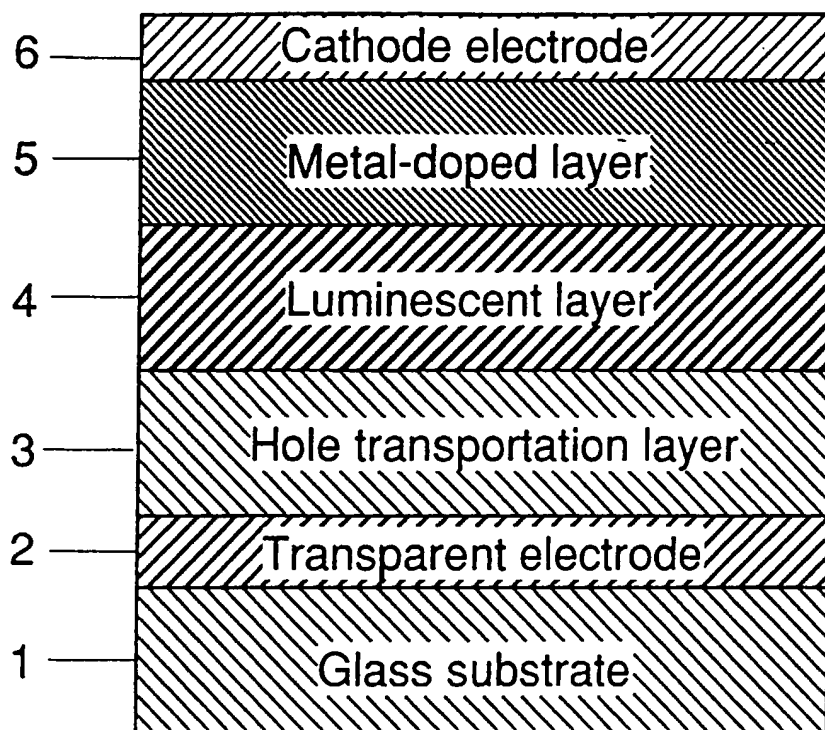 6 Cathode electrode
5 Metal-doped layer
4 Luminescent layer
3 Hole transportation layer
2 Transparent electrode
1 Glass substrate